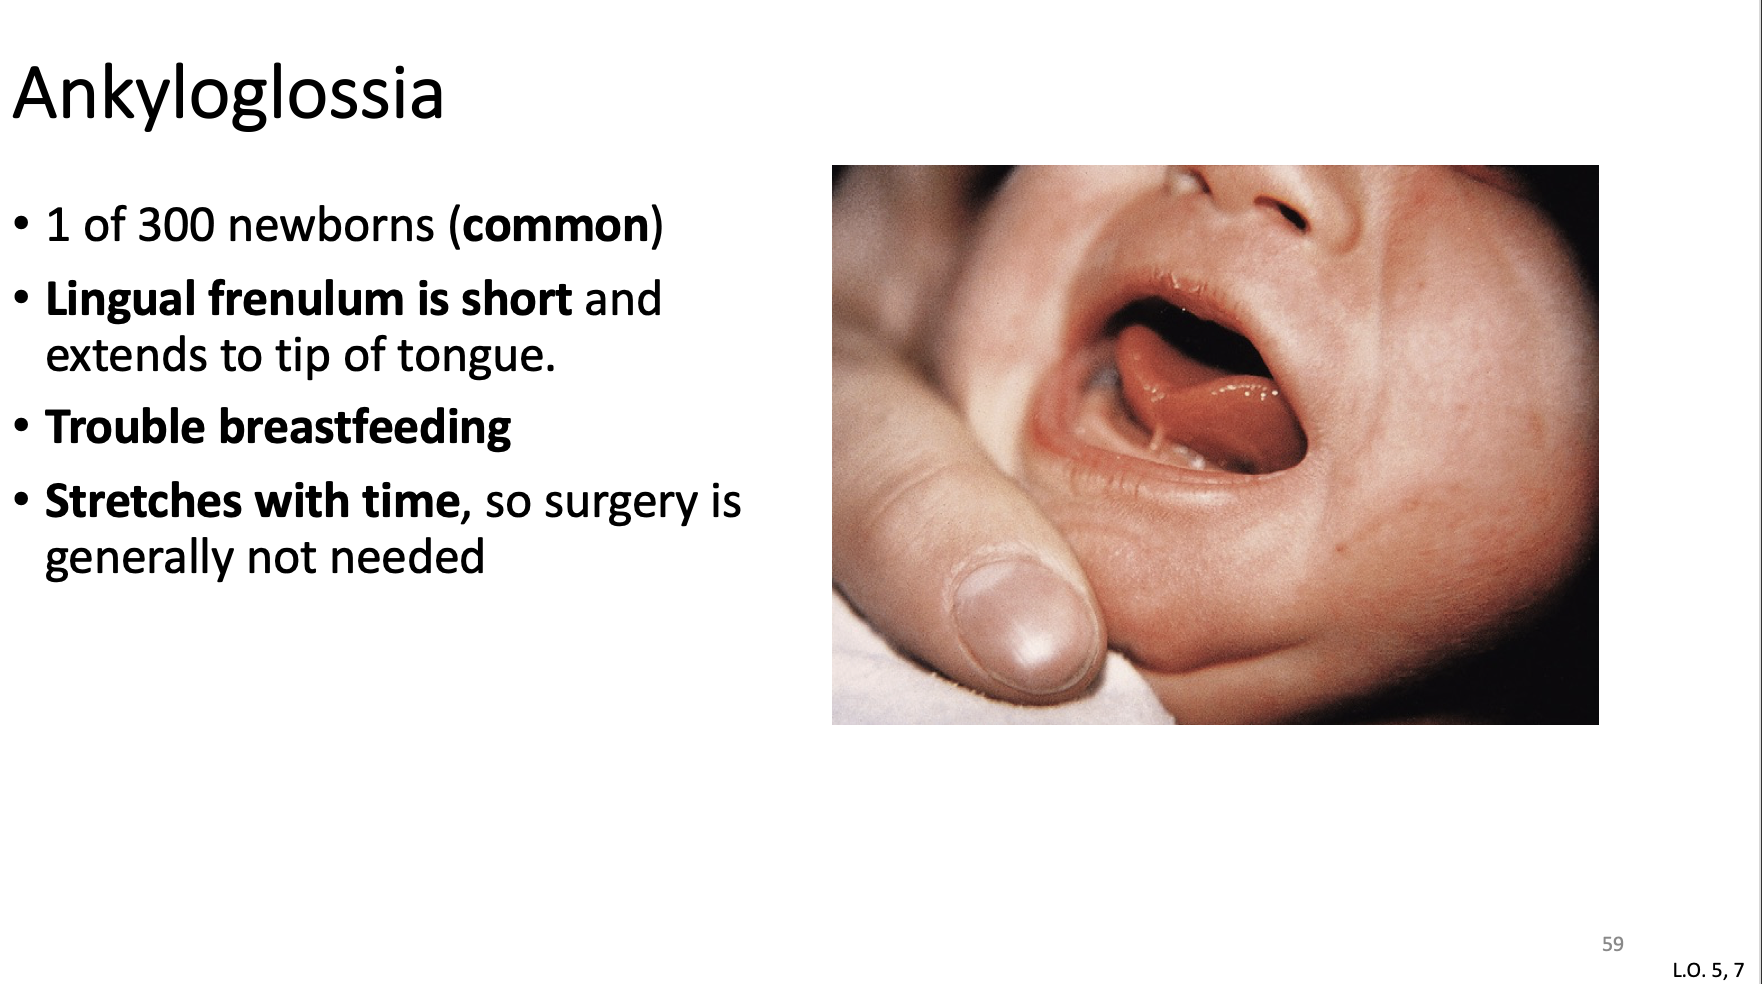 Ankyloglossia
• 1 of 300 newborns (common)
• Lingual frenulum is short and
extends to tip of tongue.
• Trouble breastfeeding
• Stretches with time, so surgery is
generally not needed
59
L.O. 5, 7